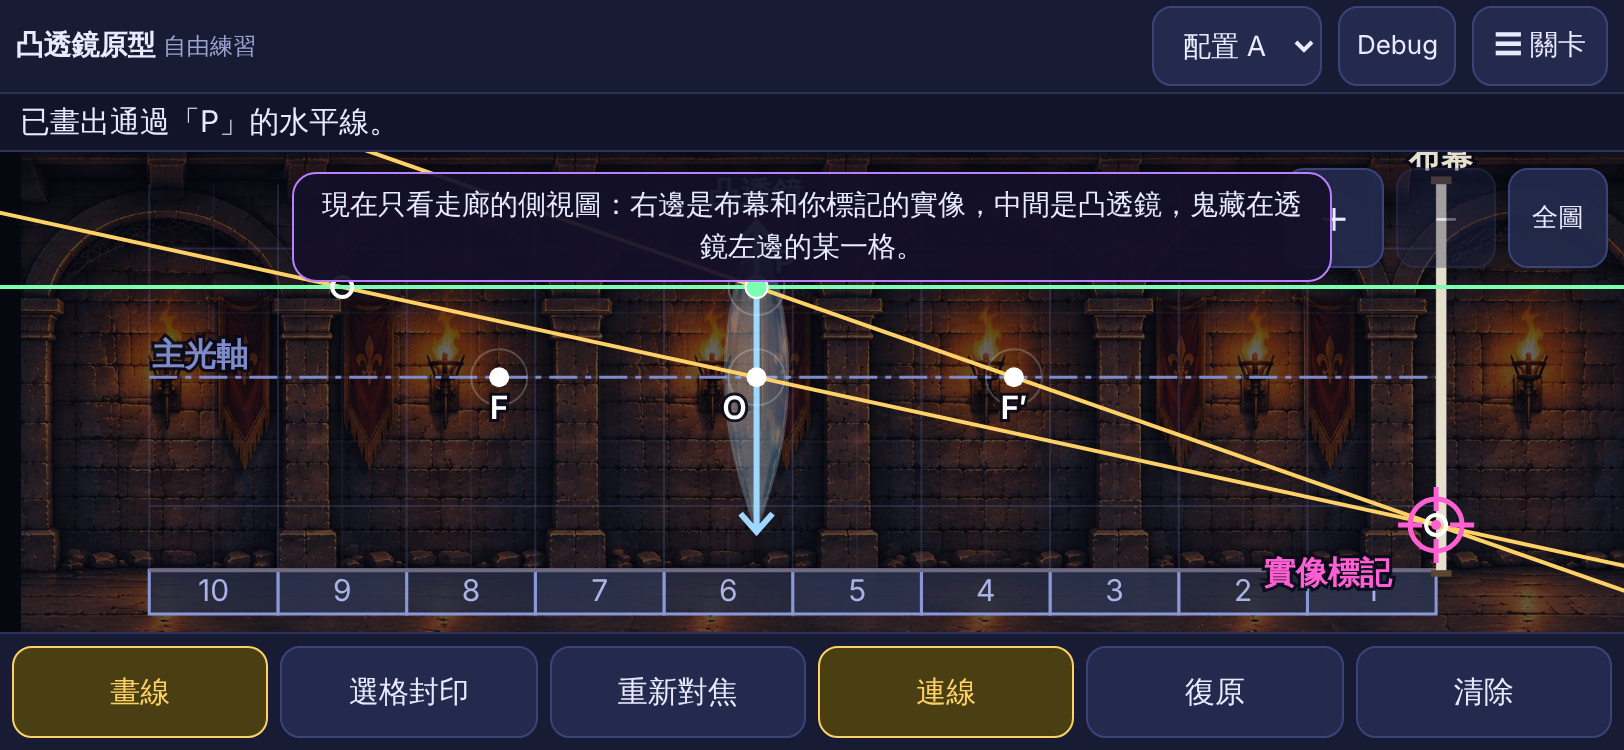 凸透鏡原型 自由練習
配置 A
Debug
☰ 關卡
已畫出通過「P」的水平線。
布幕
現在只看走廊的側視圖：右邊是布幕和你標記的實像，中間是凸透鏡，鬼藏在透
鏡左邊的某一格。
+
−
全圖
主光軸
F
O
F′
實像標記
10 9 8 7 6 5 4 3 2 1
畫線
選格封印
重新對焦
連線
復原
清除